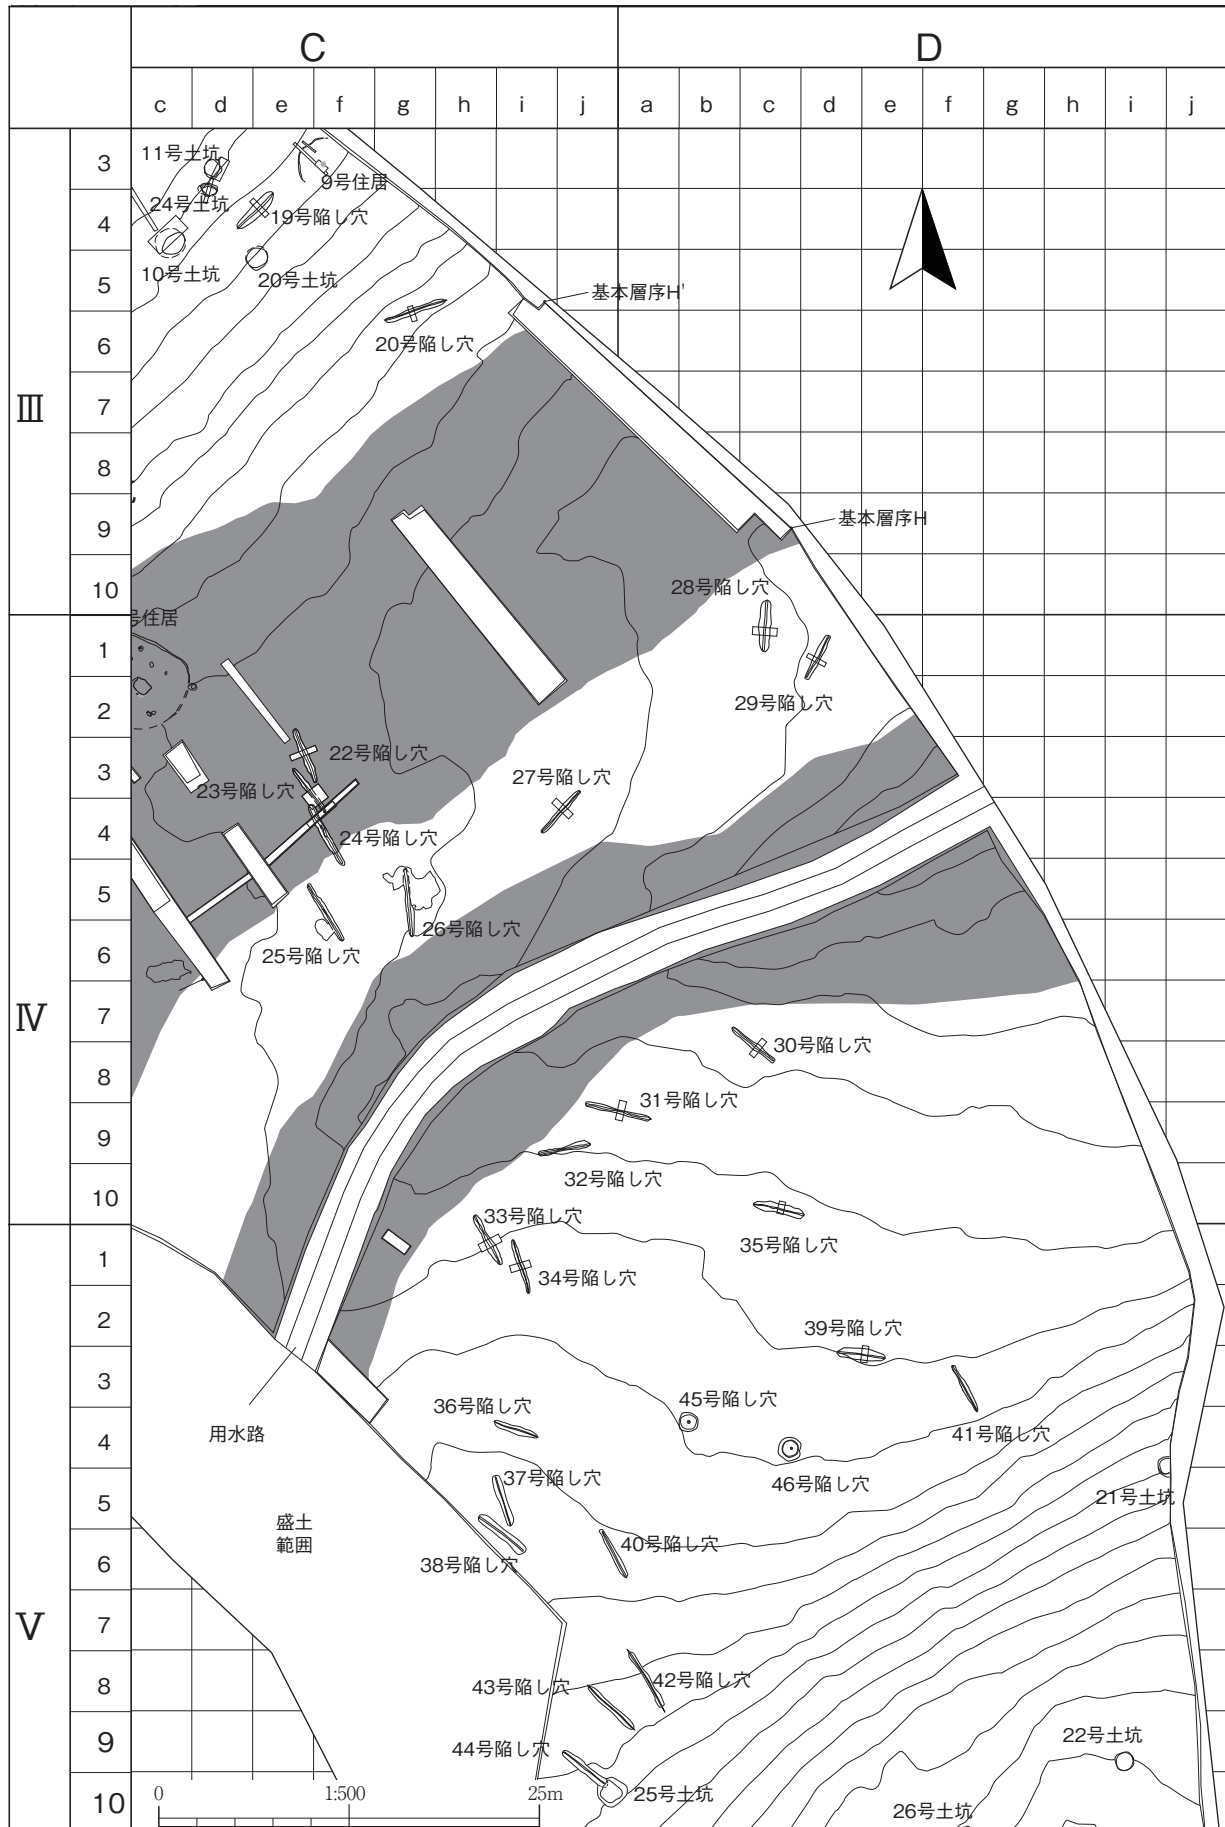 C
D
c d e f g h i j a b c d e f g h i j
Ⅲ
3
4
5
6
7
8
9
10
Ⅳ
1
2
3
4
5
6
7
8
9
10
Ⅴ
1
2
3
4
5
6
7
8
9
10
11号土坑
9号住居
24号土坑
19号陥し穴
10号土坑
20号土坑
基本層序H'
20号陥し穴
基本層序H
28号陥し穴
号住居
29号陥し穴
22号陥し穴
27号陥し穴
23号陥し穴
24号陥し穴
26号陥し穴
25号陥し穴
30号陥し穴
31号陥し穴
32号陥し穴
33号陥し穴
35号陥し穴
34号陥し穴
39号陥し穴
45号陥し穴
36号陥し穴
用水路
41号陥し穴
46号陥し穴
37号陥し穴
21号土坑
盛土
範囲
40号陥し穴
38号陥し穴
42号陥し穴
43号陥し穴
22号土坑
44号陥し穴
25号土坑
26号土坑
0 1:500 25m